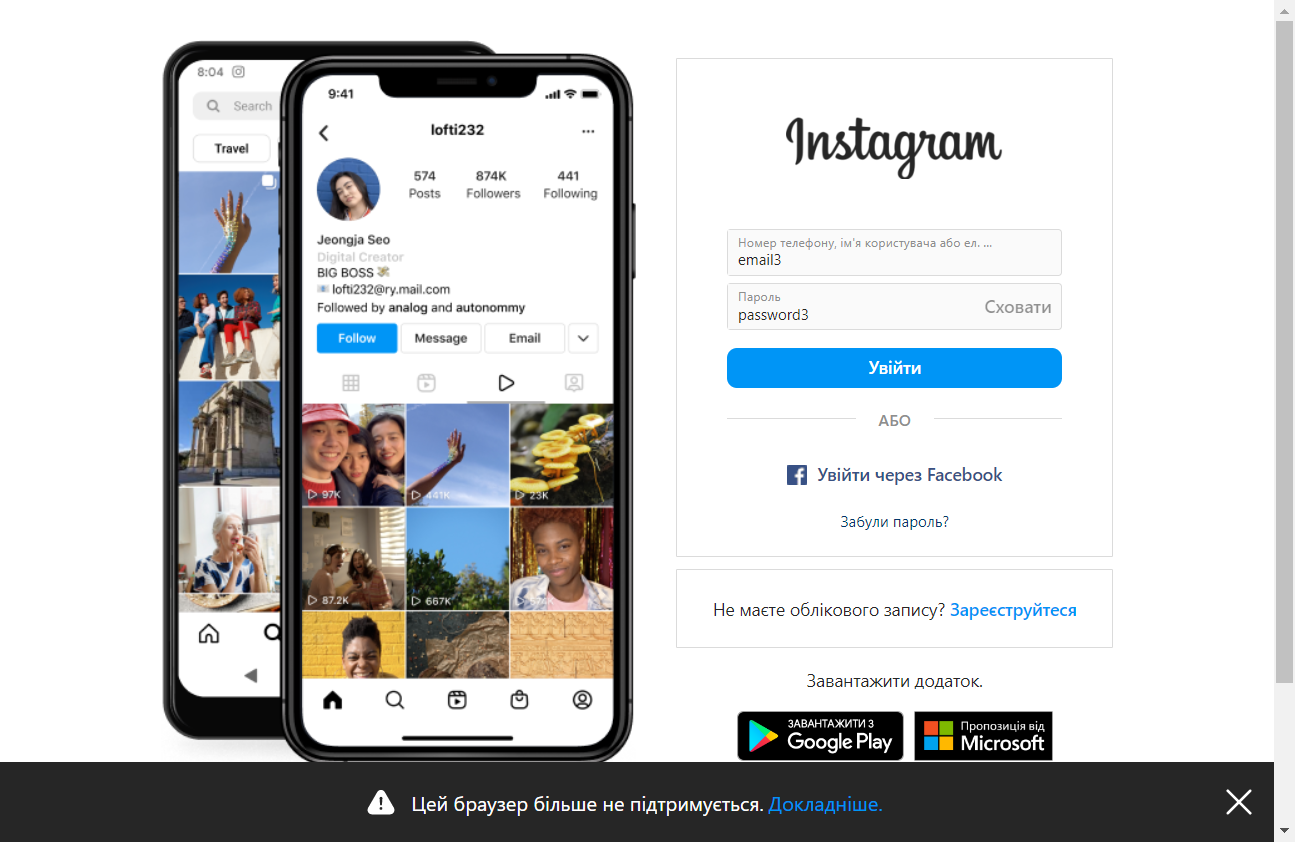 8:04
Search
Travel
9:41
lofti232
574
874K
441
Posts
Followers
Following
Jeongja Seo
Digital Creator
BIG BOSS
lofti232@ry.mail.com
Followed by analog and autonommy
Follow
Message
Email
97K
441K
23K
87.2K
667K
Instagram
Номер телефону, ім'я користувача або ел. ...
email3
Пароль
password3
Сховати
Увійти
АБО
Увійти через Facebook
Забули пароль?
Не маєте облікового запису? Зареєструйтеся
Завантажити додаток.
ЗАВАНТАЖИТИ З
Google Play
Пропозиція від
Microsoft
Цей браузер більше не підтримується. Докладніше.